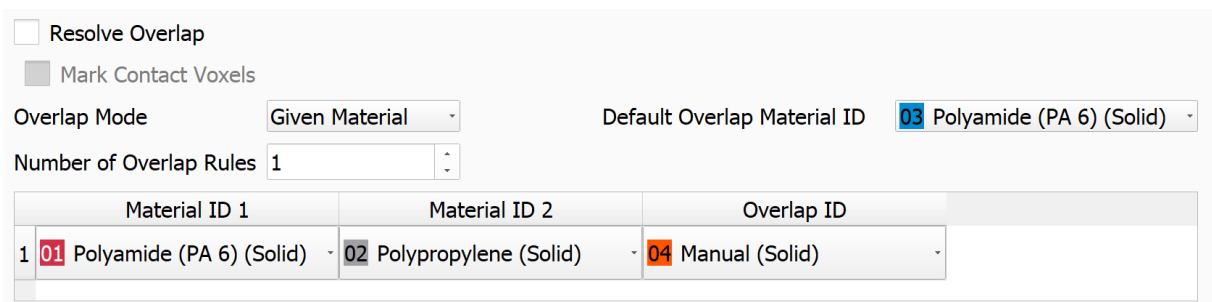 Resolve Overlap
Mark Contact Voxels
Overlap Mode Given Material Default Overlap Material ID 03 Polyamide (PA 6) (Solid)
Number of Overlap Rules 1
Material ID 1 Material ID 2 Overlap ID
1 01 Polyamide (PA 6) (Solid) 02 Polypropylene (Solid) 04 Manual (Solid)